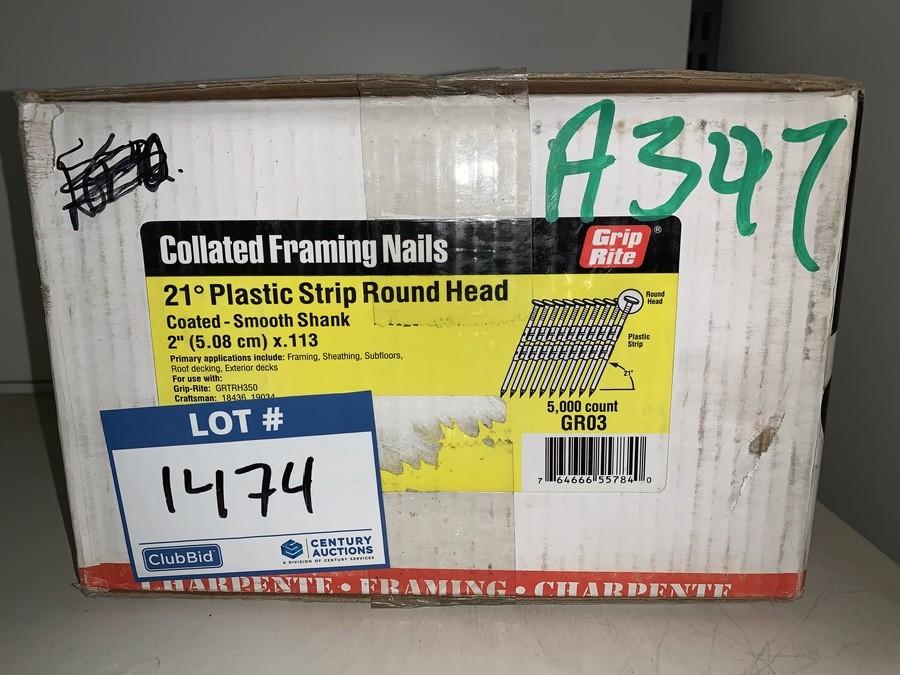 A397
Collated Framing Nails
Grip Rite ®
21° Plastic Strip Round Head
Coated - Smooth Shank
2" (5.08 cm) x .113
Primary applications include: Framing, Sheathing, Subfloors,
Roof decking, Exterior decks
For use with:
Grip-Rite: GRTRH350
Craftsman: 18436, 19034
Round Head
Plastic Strip
21°
5,000 count
GR03
7 64666 55784 0
LOT #
1474
ClubBid
CENTURY AUCTIONS
A DIVISION OF CENTURY SERVICES
CHARPENTE • FRAMING • CHARPENTE